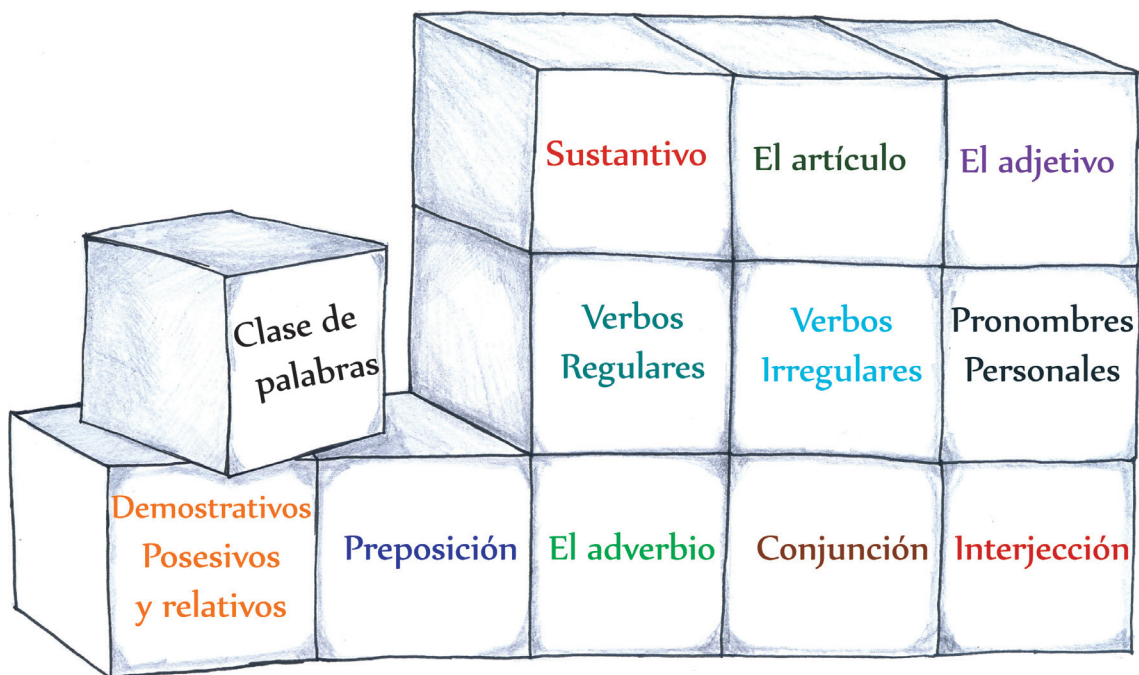 Sustantivo
El artículo
El adjetivo
Clase de
palabras
Verbos
Regulares
Verbos
Irregulares
Pronombres
Personales
Demostrativos
Posesivos
y relativos
Preposición
El adverbio
Conjunción
Interjección